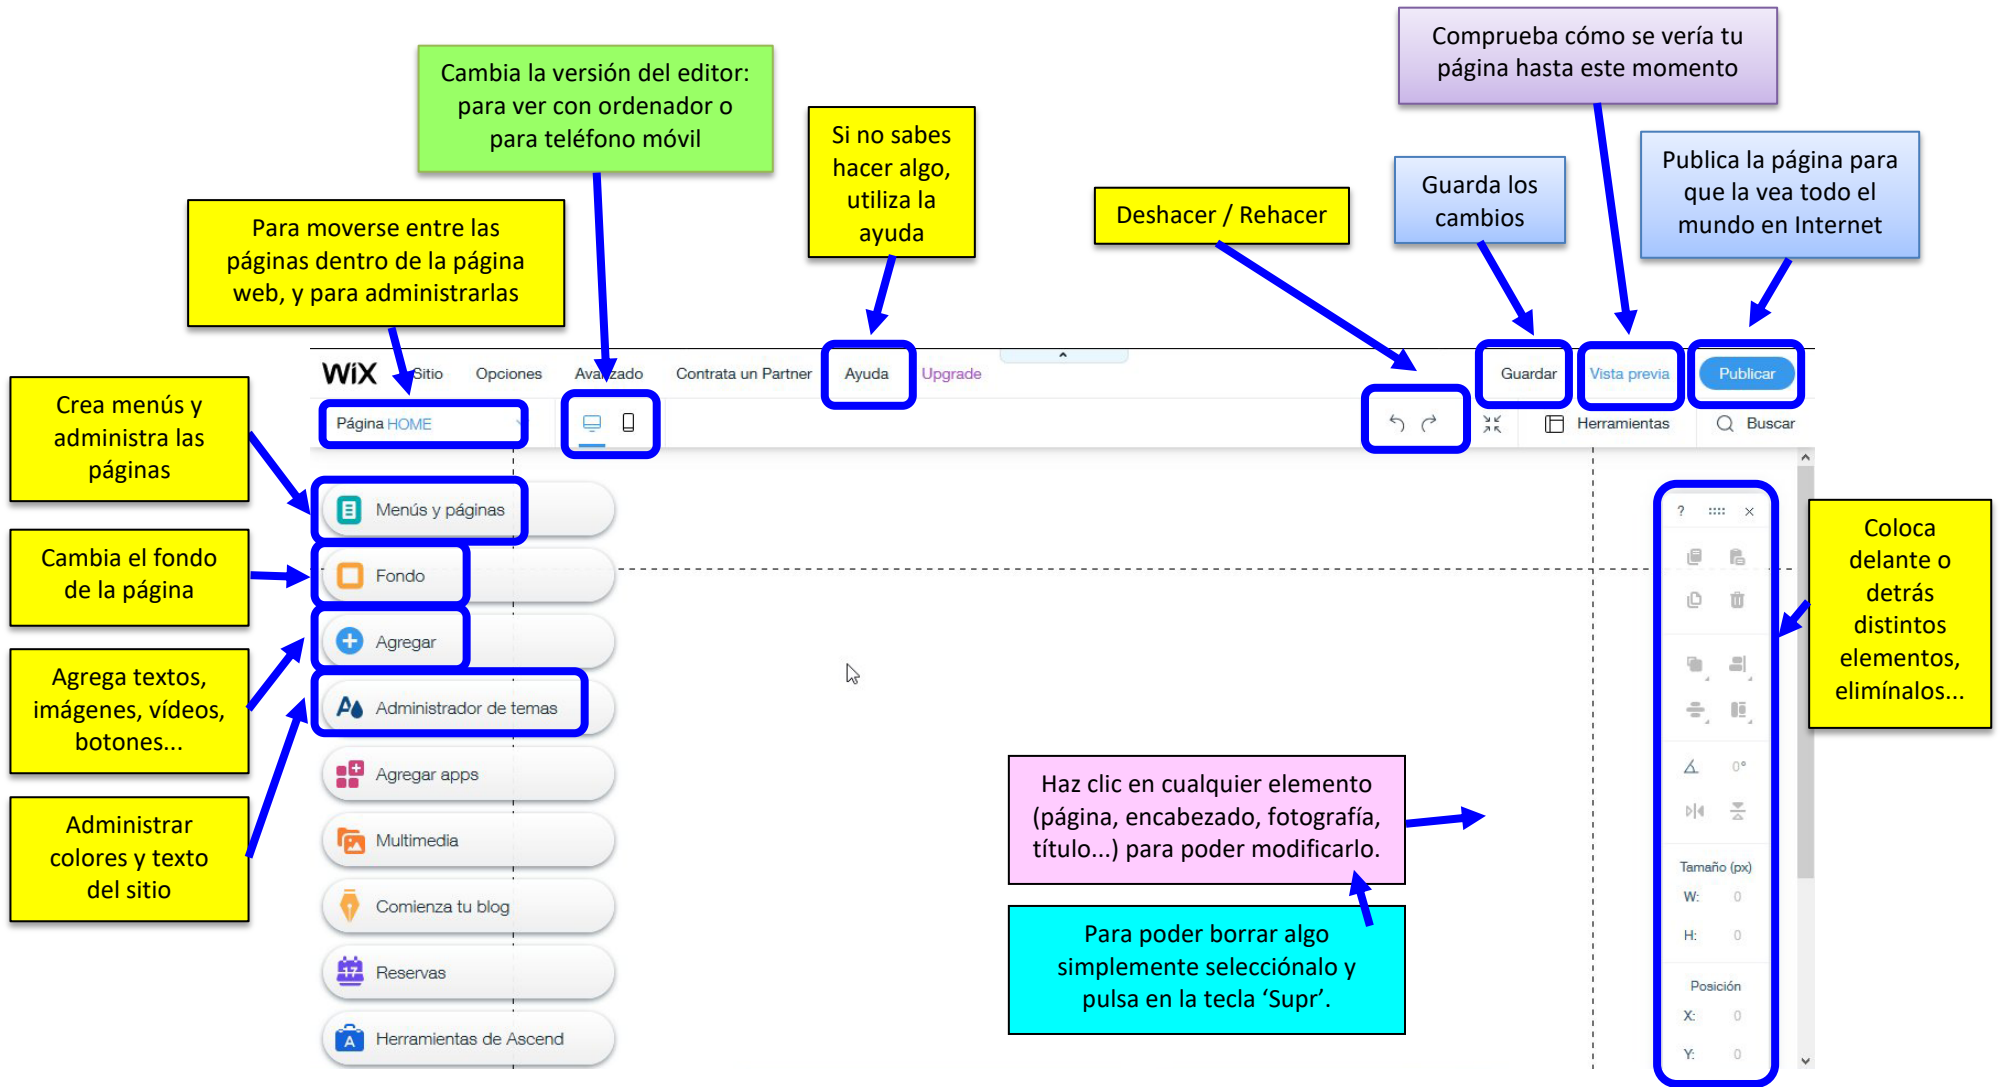 Comprueba cómo se vería tu
página hasta este momento
Cambia la versión del editor:
para ver con ordenador o
para teléfono móvil
Si no sabes
hacer algo,
utiliza la
ayuda
Guarda los
cambios
Publica la página para
que la vea todo el
mundo en Internet
Deshacer / Rehacer
Para moverse entre las
páginas dentro de la página
web, y para administrarlas
WiX Sitio Opciones Avanzado Contrata un Partner Ayuda Upgrade Guardar Vista previa Publicar
Página HOME Herramientas Buscar
Crea menús y
administra las
páginas
Cambia el fondo
de la página
Agrega textos,
imágenes, vídeos,
botones...
Administrar
colores y texto
del sitio
Menús y páginas
Fondo
Agregar
Administrador de temas
Agregar apps
Multimedia
Comienza tu blog
17
Reservas
A
Herramientas de Ascend
Haz clic en cualquier elemento
(página, encabezado, fotografía,
título...) para poder modificarlo.
Para poder borrar algo
simplemente selecciónalo y
pulsa en la tecla ‘Supr’.
?
0°
Tamaño (px)
W: 0
H: 0
Posición
X: 0
Y: 0
Coloca
delante o
detrás
distintos
elementos,
elimínalos...